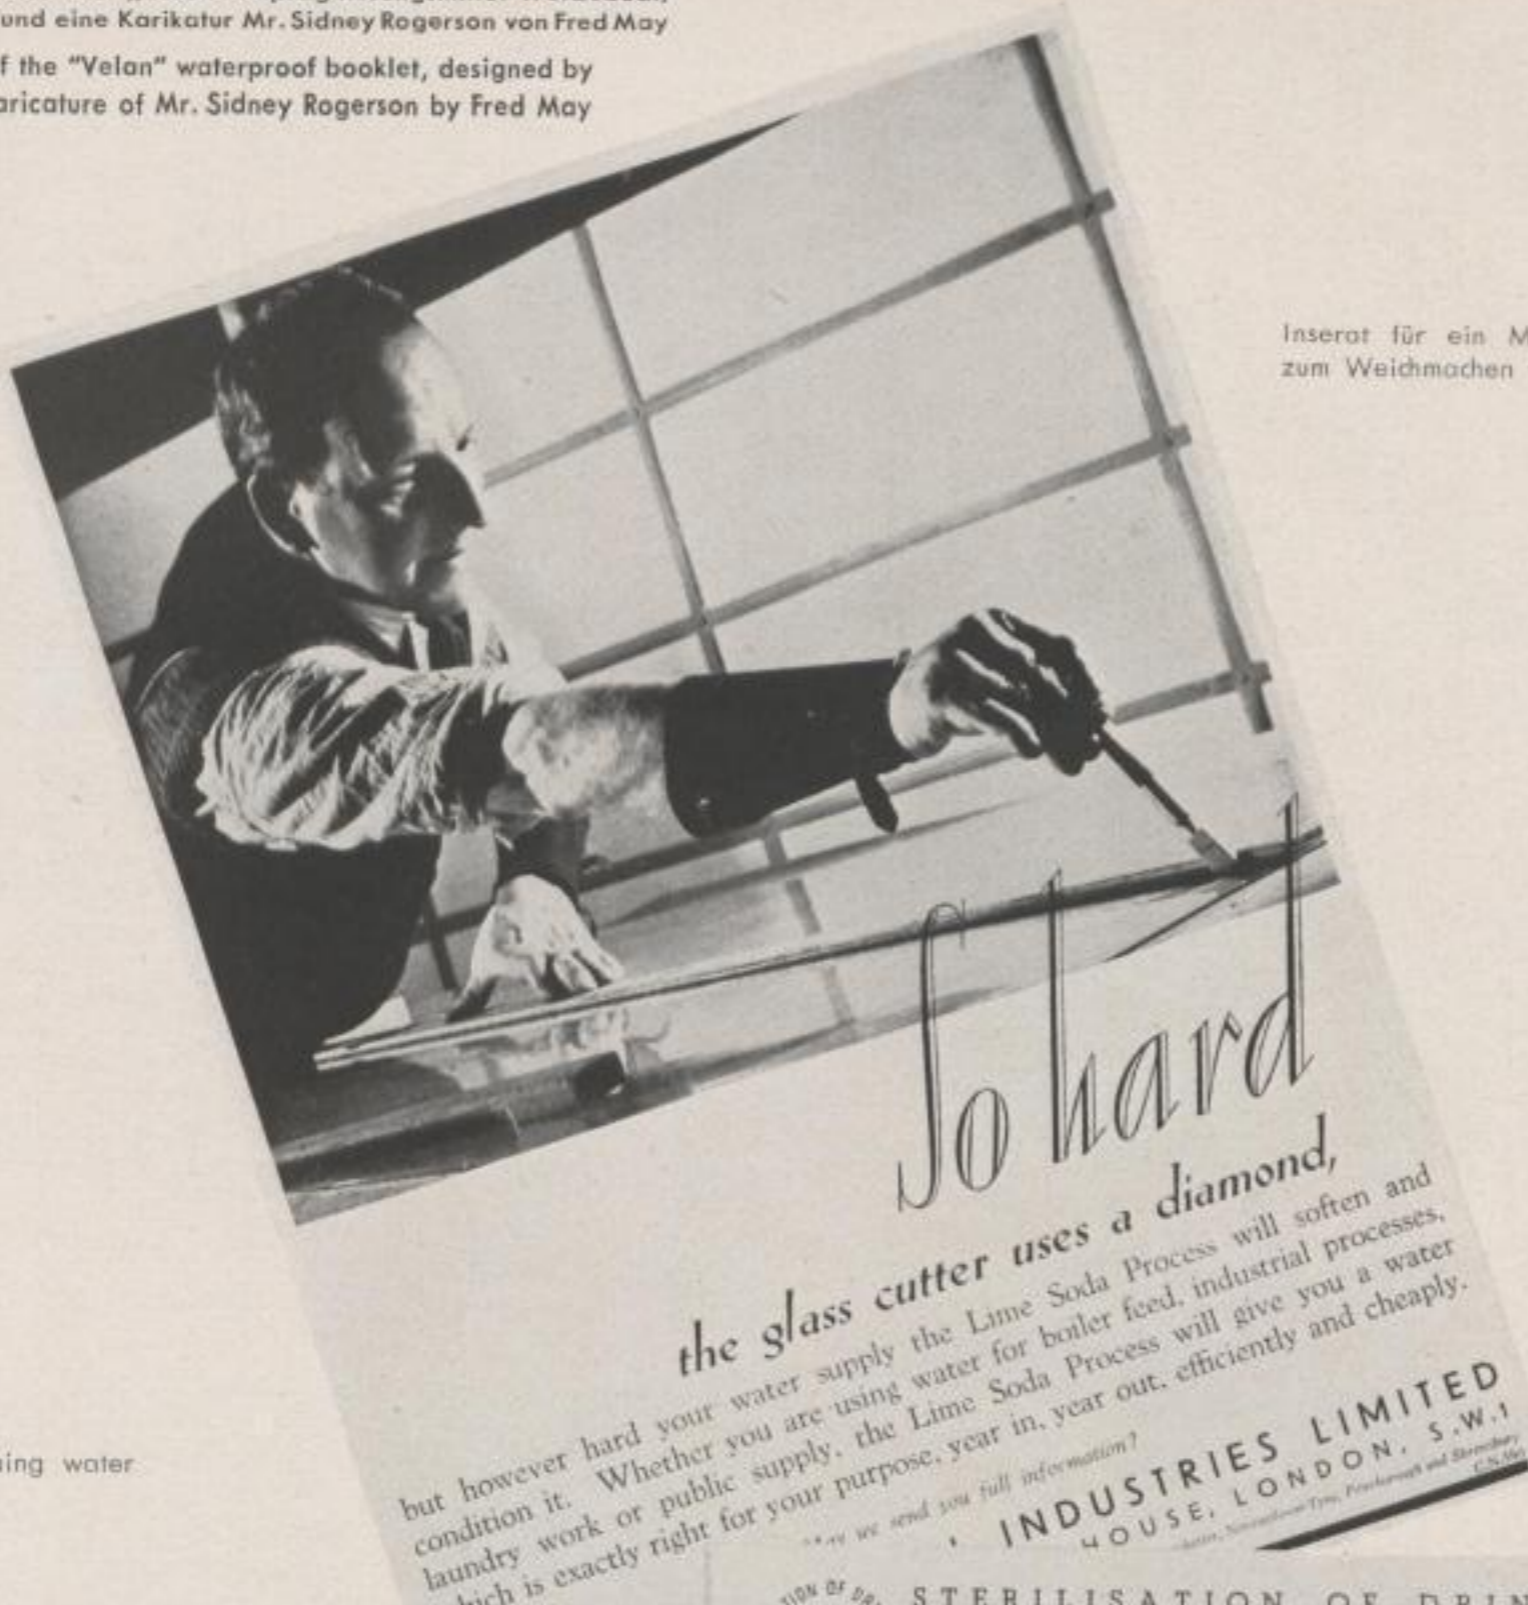 und eine Karikatur Mr. Sidney Rogerson von Fred May
f the "Velan" waterproof booklet, designed by
aricature of Mr. Sidney Rogerson by Fred May
Inserat für ein M
zum Weichmachen
So hard
the glass cutter uses a diamond,
but however hard your water supply the Lime Soda Process will soften and
condition it. Whether you are using water for boiler feed, industrial processes,
laundry work or public supply, the Lime Soda Process will give you a water
hich is exactly right for your purpose, year in, year out, efficiently and cheaply.
we send you full information?
INDUSTRIES LIMITED
HOUSE, LONDON, S.W.1
and Shrewsbury
ning water
STERILISATION OF DRIN